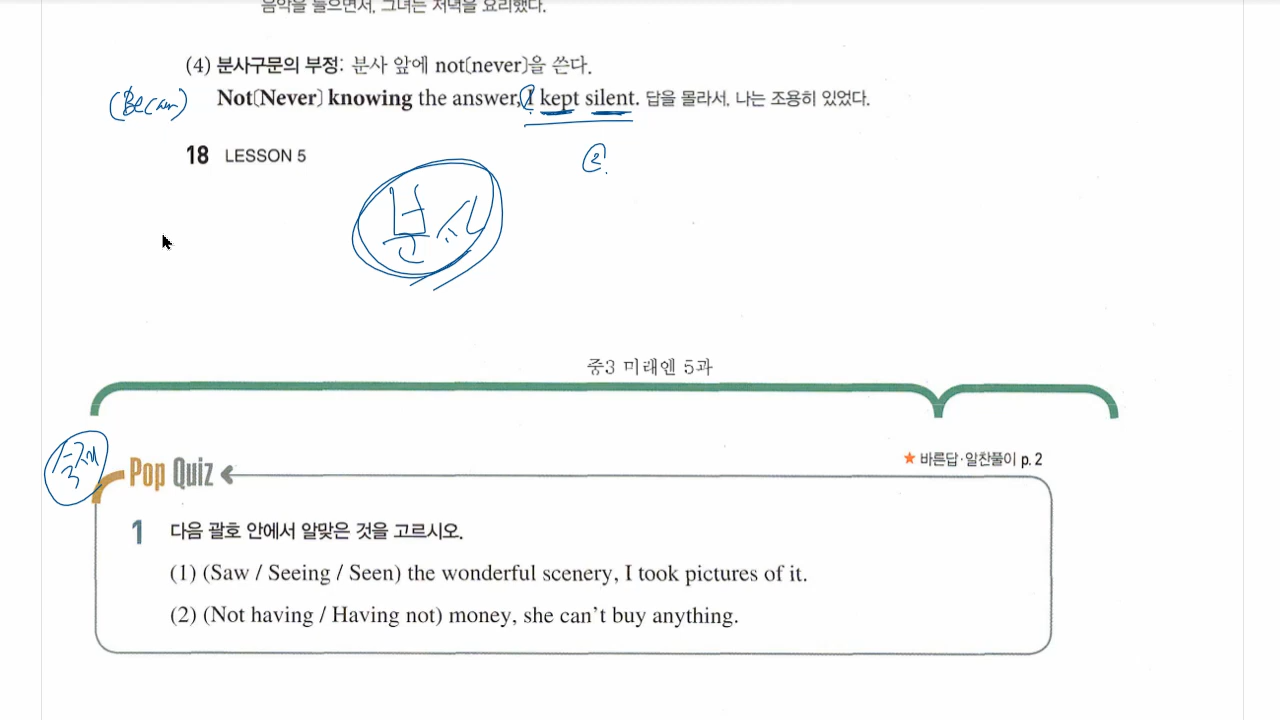 음악을 들으면서, 그녀는 저녁을 요리했다.
(4) 분사구문의 부정: 분사 앞에 not[never]을 쓴다.
Not[Never] knowing the answer, I kept silent. 답을 몰라서, 나는 조용히 있었다.
18 LESSON 5
②
중3 미래엔 5과
Pop Quiz
★ 바른답·알찬풀이 p. 2
1 다음 괄호 안에서 알맞은 것을 고르시오.
(1) (Saw / Seeing / Seen) the wonderful scenery, I took pictures of it.
(2) (Not having / Having not) money, she can't buy anything.